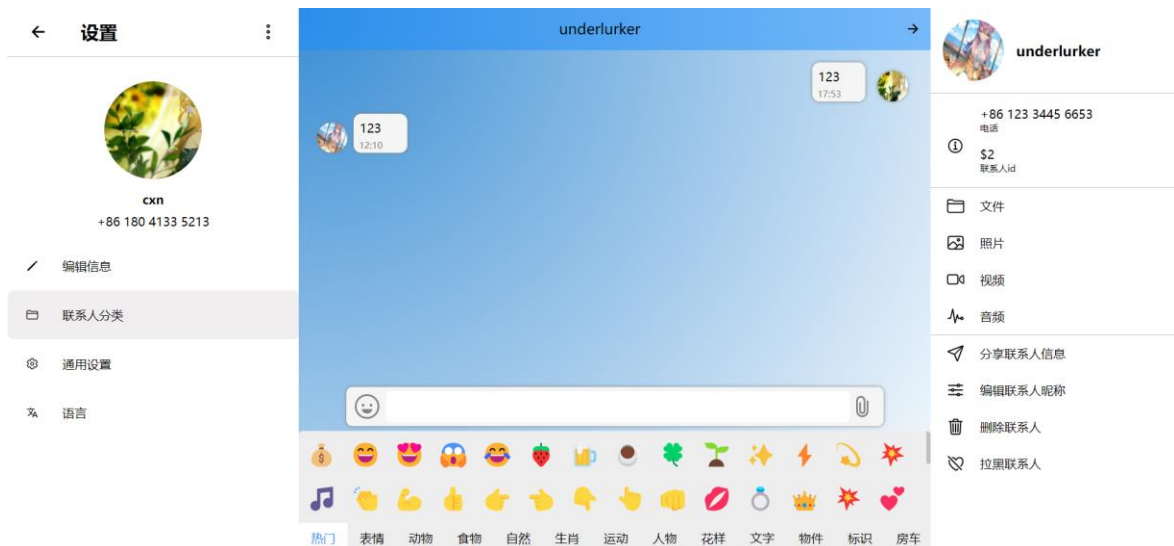 设置
cxn
+86 180 4133 5213
编辑信息
联系人分类
通用设置
语言
underlurker
123
17:53
123
12:10
热门 表情 动物 食物 自然 生肖 运动 人物 花样 文字 物件 标识 房车
underlurker
+86 123 3445 6653
电话
$2
联系人id
文件
照片
视频
音频
分享联系人信息
编辑联系人昵称
删除联系人
拉黑联系人